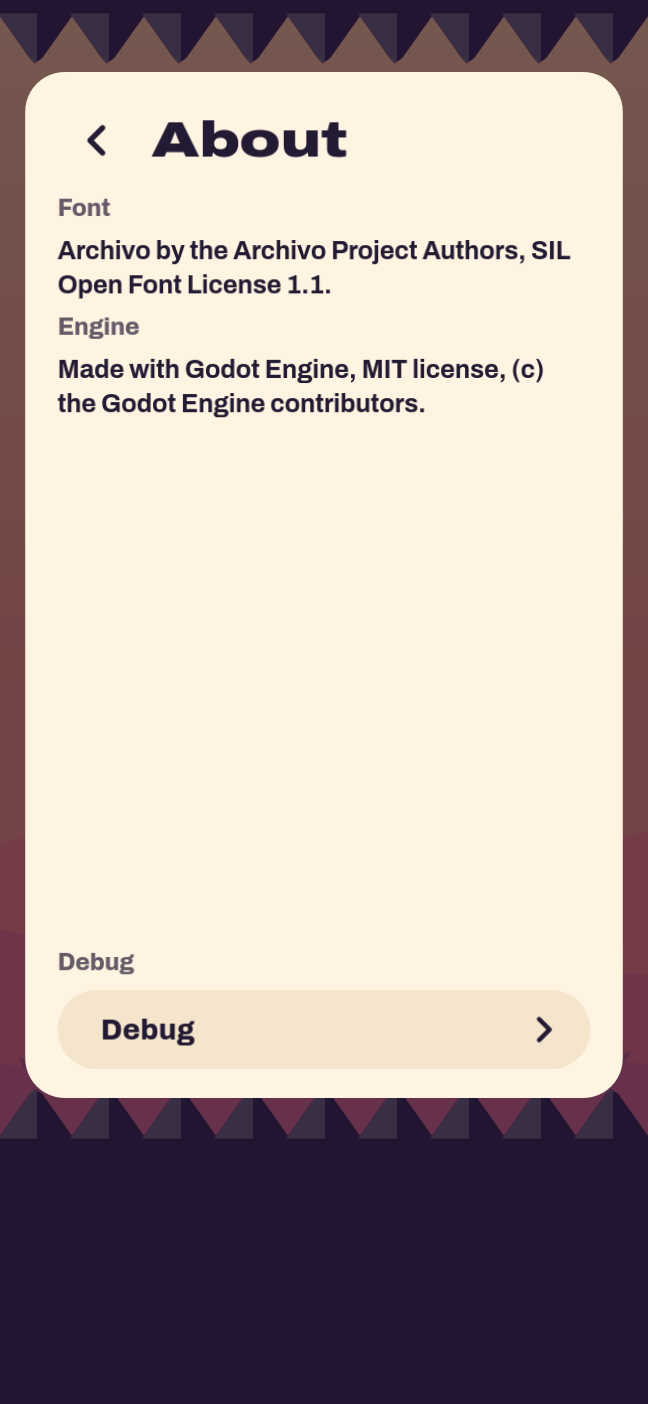 About
Font
Archivo by the Archivo Project Authors, SIL
Open Font License 1.1.
Engine
Made with Godot Engine, MIT license, (c)
the Godot Engine contributors.
Debug
Debug